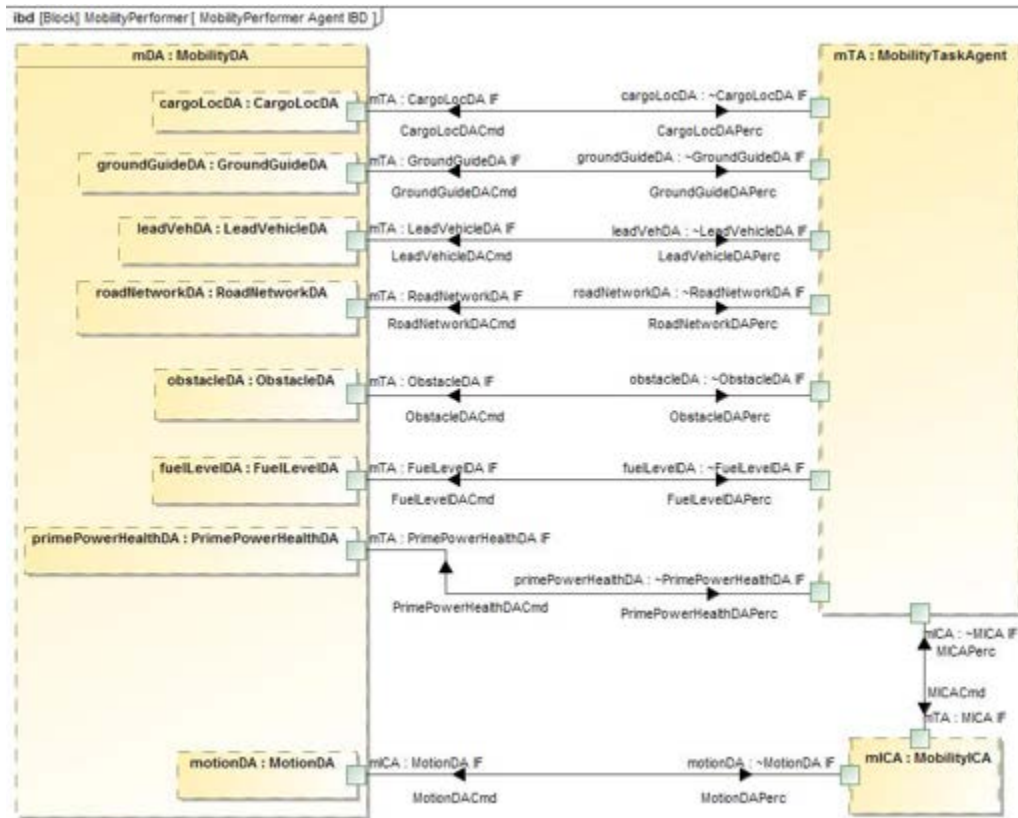 ibd [Block] MobilityPerformer [ MobilityPerformer Agent IBD ]
mDA : MobilityDA
mTA : MobilityTaskAgent
cargoLocDA : CargoLocDA
mTA : CargoLocDA IF
cargoLocDA : ~CargoLocDA IF
CargoLocDACmd
CargoLocDAPerc
groundGuideDA : GroundGuideDA
mTA : GroundGuideDA IF
groundGuideDA : ~GroundGuideDA IF
GroundGuideDACmd
GroundGuideDAPerc
leadVehDA : LeadVehicleDA
mTA : LeadVehicleDA IF
leadVehDA : ~LeadVehicleDA IF
LeadVehicleDACmd
LeadVehicleDAPerc
roadNetworkDA : RoadNetworkDA
mTA : RoadNetworkDA IF
roadNetworkDA : ~RoadNetworkDA IF
RoadNetworkDACmd
RoadNetworkDAPerc
obstacleDA : ObstacleDA
mTA : ObstacleDA IF
obstacleDA : ~ObstacleDA IF
ObstacleDACmd
ObstacleDAPerc
fuelLevelDA : FuelLevelDA
mTA : FuelLevelDA IF
fuelLevelDA : ~FuelLevelDA IF
FuelLevelDACmd
FuelLevelDAPerc
primePowerHealthDA : PrimePowerHealthDA
mTA : PrimePowerHealthDA IF
primePowerHealthDA : ~PrimePowerHealthDA IF
PrimePowerHealthDACmd
PrimePowerHealthDAPerc
mICA : ~MICA IF
MICAPerc
MICACmd
mTA : MICA IF
motionDA : MotionDA
mICA : MotionDA IF
motionDA : ~MotionDA IF
mICA : MobilityICA
MotionDACmd
MotionDAPerc